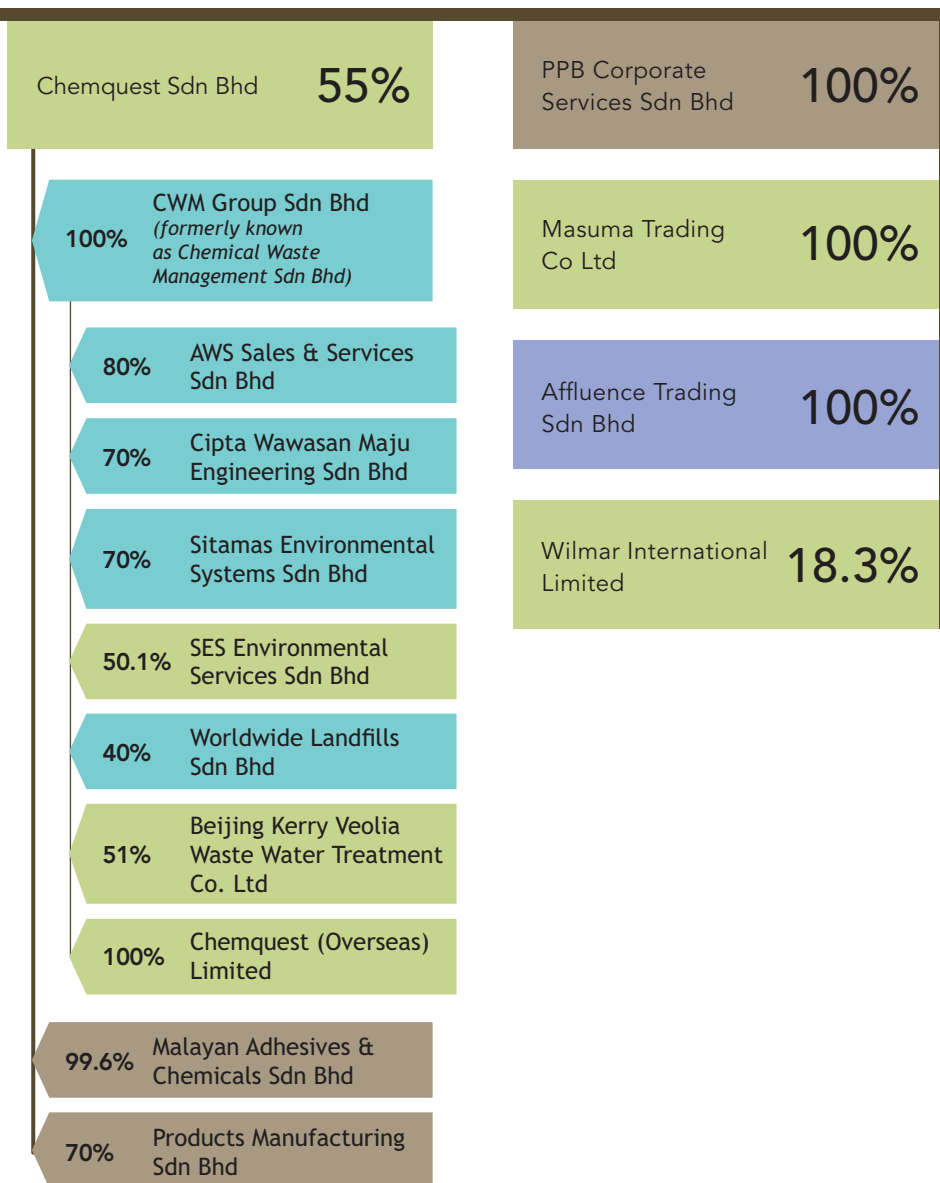 Chemquest Sdn Bhd 55%
100% CWM Group Sdn Bhd
(formerly known
as Chemical Waste
Management Sdn Bhd)
80% AWS Sales & Services
Sdn Bhd
70% Cipta Wawasan Maju
Engineering Sdn Bhd
70% Sitamas Environmental
Systems Sdn Bhd
50.1% SES Environmental
Services Sdn Bhd
40% Worldwide Landfills
Sdn Bhd
51% Beijing Kerry Veolia
Waste Water Treatment
Co. Ltd
100% Chemquest (Overseas)
Limited
99.6% Malayan Adhesives &
Chemicals Sdn Bhd
70% Products Manufacturing
Sdn Bhd
PPB Corporate
Services Sdn Bhd 100%
Masuma Trading
Co Ltd 100%
Affluence Trading
Sdn Bhd 100%
Wilmar International
Limited 18.3%